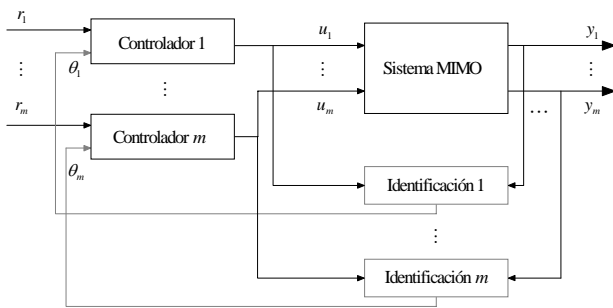 r₁
Controlador 1
u₁
y₁
⋮
θ₁
⋮
⋮
Sistema MIMO
⋮
rₘ
Controlador m
uₘ
...
yₘ
θₘ
Identificación 1
⋮
Identificación m